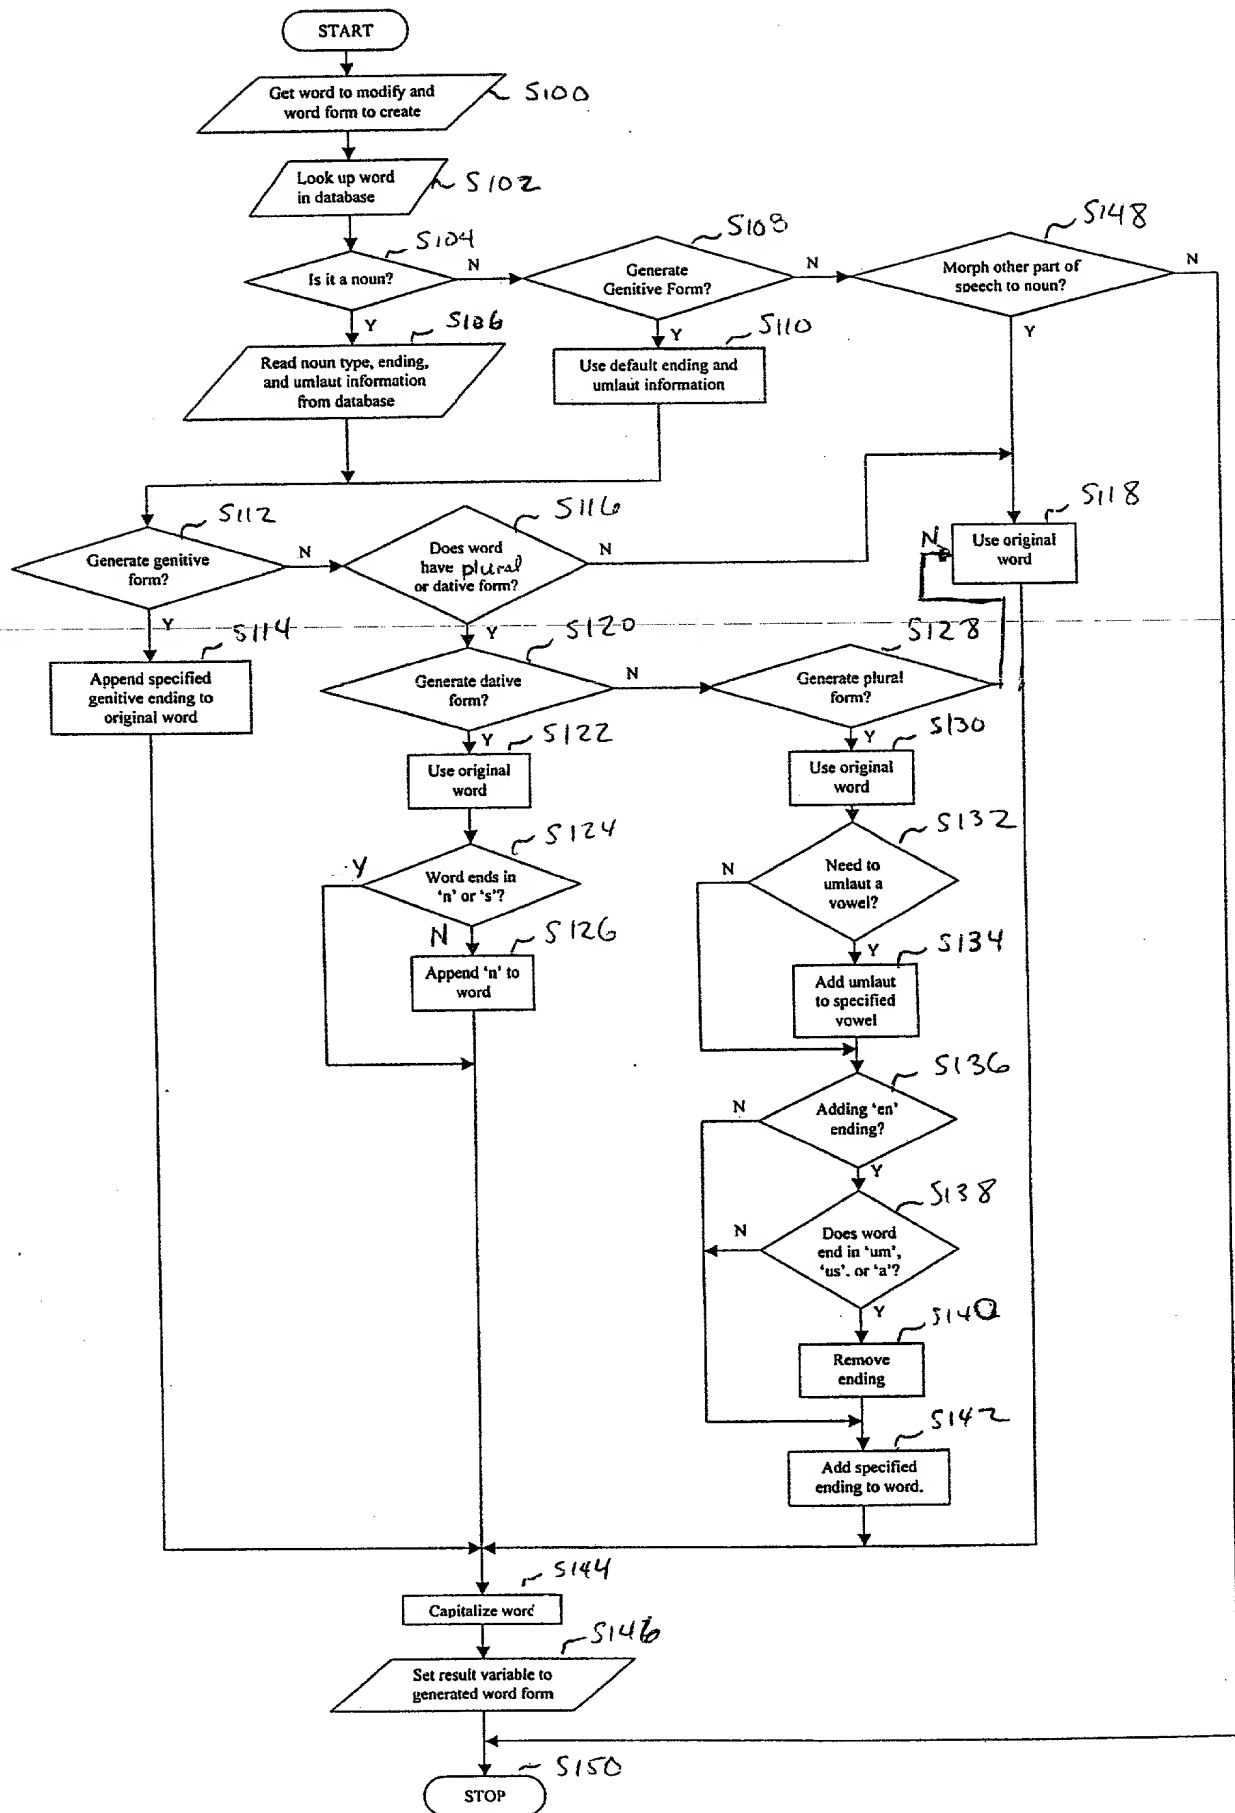 START
Get word to modify and
word form to create
S100
Look up word
in database
S102
S104
Is it a noun?
N
S108
Generate
Genitive Form?
N
S148
Morph other part of
speech to noun?
N
Y
S106
Read noun type, ending,
and umlaut information
from database
Y
S110
Use default ending and
umlaut information
Y
S112
Generate genitive
form?
N
S116
Does word
have plural
or dative form?
N
S118
N
Use original
word
Y
S114
Append specified
genitive ending to
original word
Y
S120
Generate dative
form?
N
S128
Generate plural
form?
Y
S122
Use original
word
Y
S130
Use original
word
S124
Y
Word ends in
‘n’ or ‘s’?
N
S126
Append ‘n’ to
word
S132
N
Need to
umlaut a
vowel?
Y
S134
Add umlaut
to specified
vowel
S136
N
Adding ‘en’
ending?
Y
S138
N
Does word
end in ‘um’,
‘us’. or ‘a’?
Y
S140
Remove
ending
S142
Add specified
ending to word.
S144
Capitalize word
S146
Set result variable to
generated word form
S150
STOP